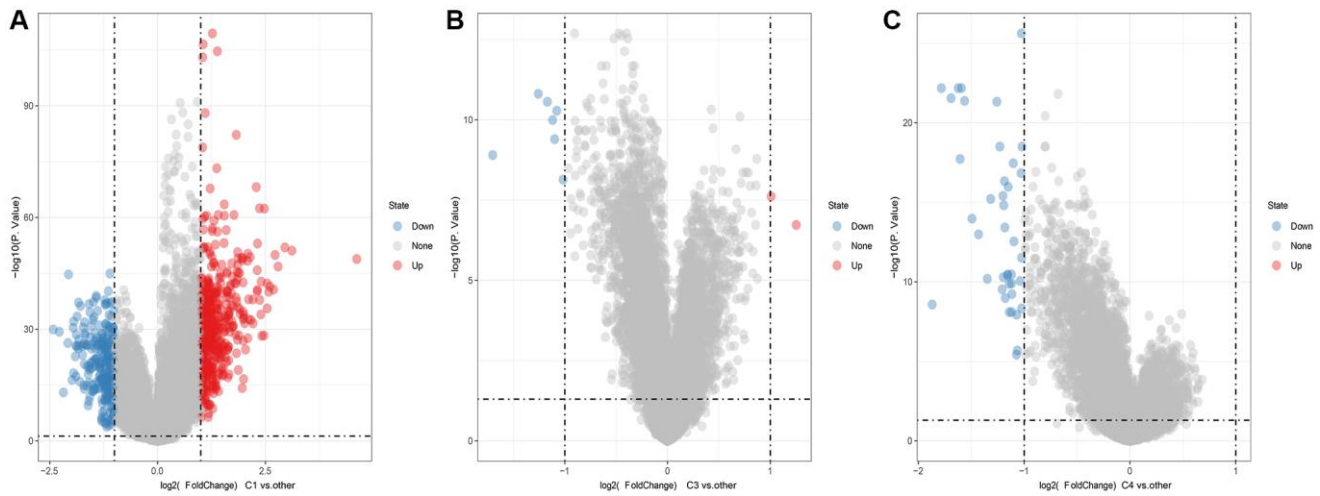 A
B
C
90
60
30
0
−log10(P. Value)
−2.5
0.0
2.5
log2( FoldChange) C1 vs.other
State
Down
None
Up
10
5
0
−log10(P. Value)
−1
0
1
log2( FoldChange) C3 vs.other
State
Down
None
Up
20
10
0
−log10(P. Value)
−2
−1
0
1
log2( FoldChange) C4 vs.other
State
Down
None
Up